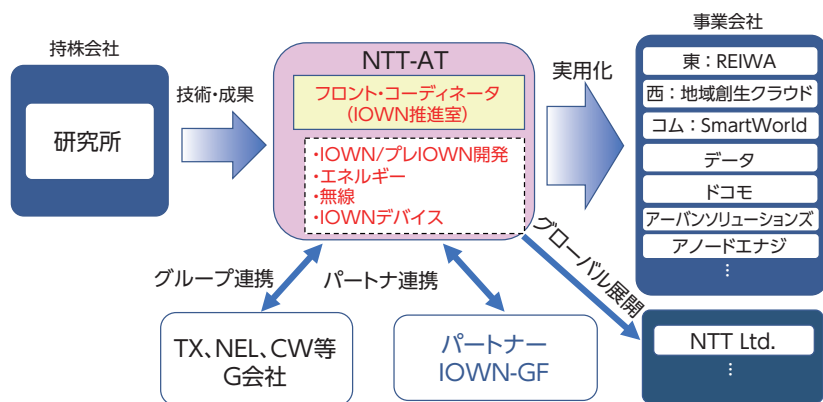 持株会社
研究所
技術・成果
NTT-AT
フロント・コーディネータ
(IOWN推進室)
・IOWN/プレIOWN開発
・エネルギー
・無線
・IOWNデバイス
実用化
事業会社
東：REIWA
西：地域創生クラウド
コム：SmartWorld
データ
ドコモ
アーバンソリューションズ
アノードエナジ
⋮
グループ連携
パートナ連携
グローバル展開
TX、NEL、CW等
G会社
パートナー
IOWN-GF
NTT Ltd.
⋮